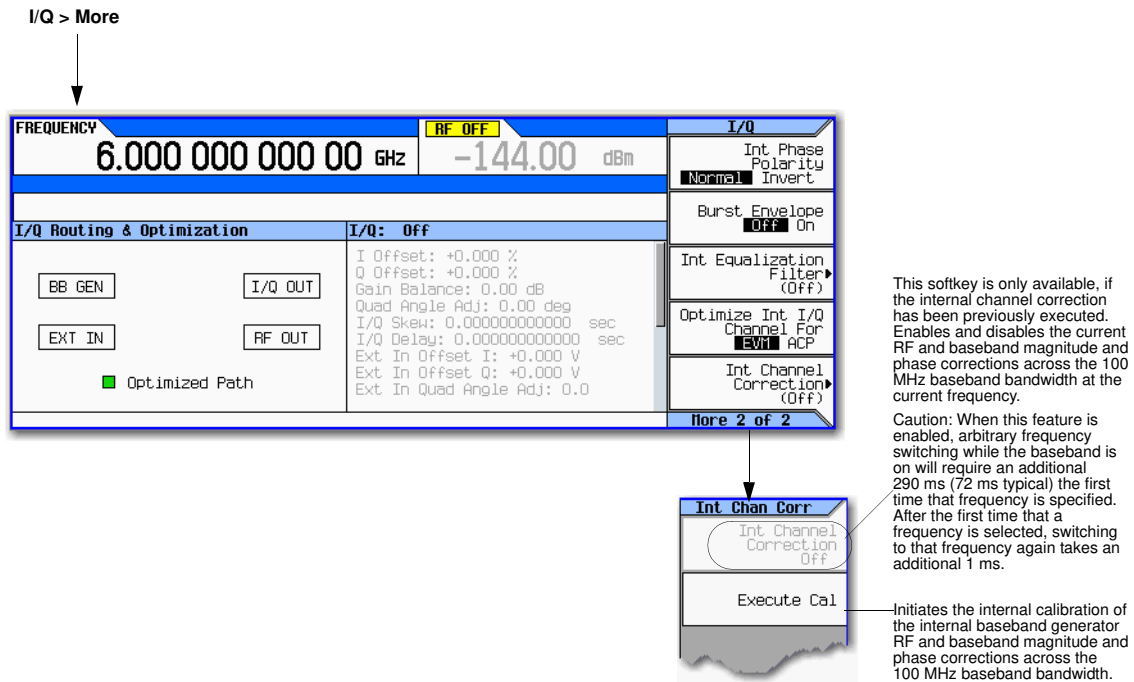 I/Q > More
FREQUENCY
RF OFF
6.000 000 000 00 GHz
-144.00 dBm
I/Q Routing & Optimization
I/Q: Off
BB GEN
I/Q OUT
EXT IN
RF OUT
Optimized Path
I Offset: +0.000 %
Q Offset: +0.000 %
Gain Balance: 0.00 dB
Quad Angle Adj: 0.00 deg
I/Q Skew: 0.000000000000 sec
I/Q Delay: 0.000000000000 sec
Ext In Offset I: +0.000 V
Ext In Offset Q: +0.000 V
Ext In Quad Angle Adj: 0.0
I/Q
Int Phase
Polarity
Normal Invert
Burst Envelope
Off On
Int Equalization
Filter
(Off)
Optimize Int I/Q
Channel For
EVM ACP
Int Channel
Correction
(Off)
More 2 of 2
Int Chan Corr
Int Channel
Correction
Off
Execute Cal
This softkey is only available, if
the internal channel correction
has been previously executed.
Enables and disables the current
RF and baseband magnitude and
phase corrections across the 100
MHz baseband bandwidth at the
current frequency.
Caution: When this feature is
enabled, arbitrary frequency
switching while the baseband is
on will require an additional
290 ms (72 ms typical) the first
time that frequency is specified.
After the first time that a
frequency is selected, switching
to that frequency again takes an
additional 1 ms.
Initiates the internal calibration of
the internal baseband generator
RF and baseband magnitude and
phase corrections across the
100 MHz baseband bandwidth.